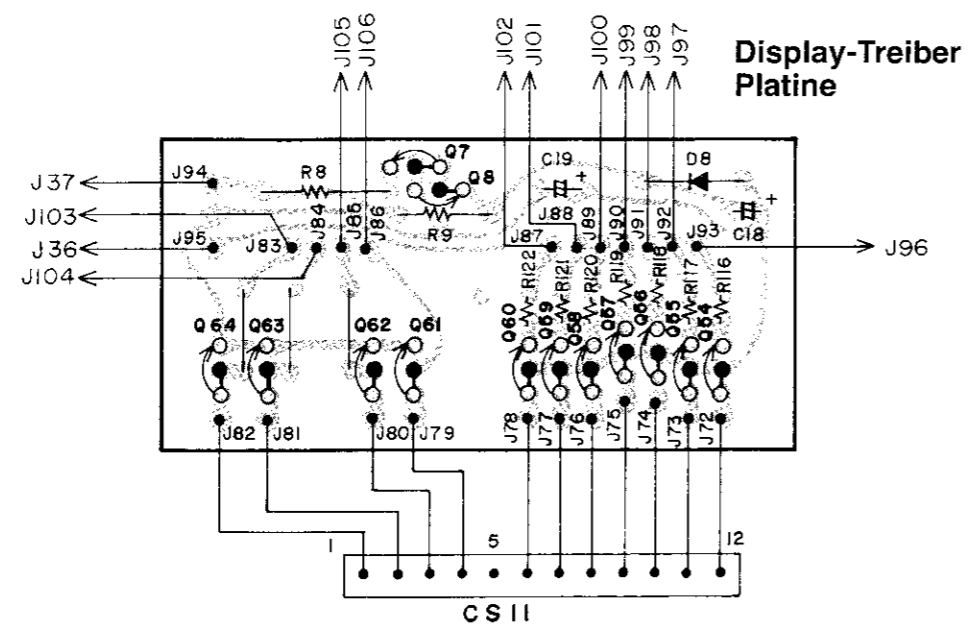 J105
J106
J102
J101
J100
J99
J98
J97
Display-Treiber
Platine
J37
J94
R8
Q7
Q8
C19
+
D8
+
C18
J103
R9
J36
J95
J83
J84
J85
J86
J87
J88
J89
J90
J91
J92
J93
J96
J104
R122
R121
R120
R119
R118
R117
R116
Q64
Q63
Q62
Q61
Q60
Q59
Q58
Q57
Q56
Q55
Q54
J82
J81
J80
J79
J78
J77
J76
J75
J74
J73
J72
1
5
12
CS11